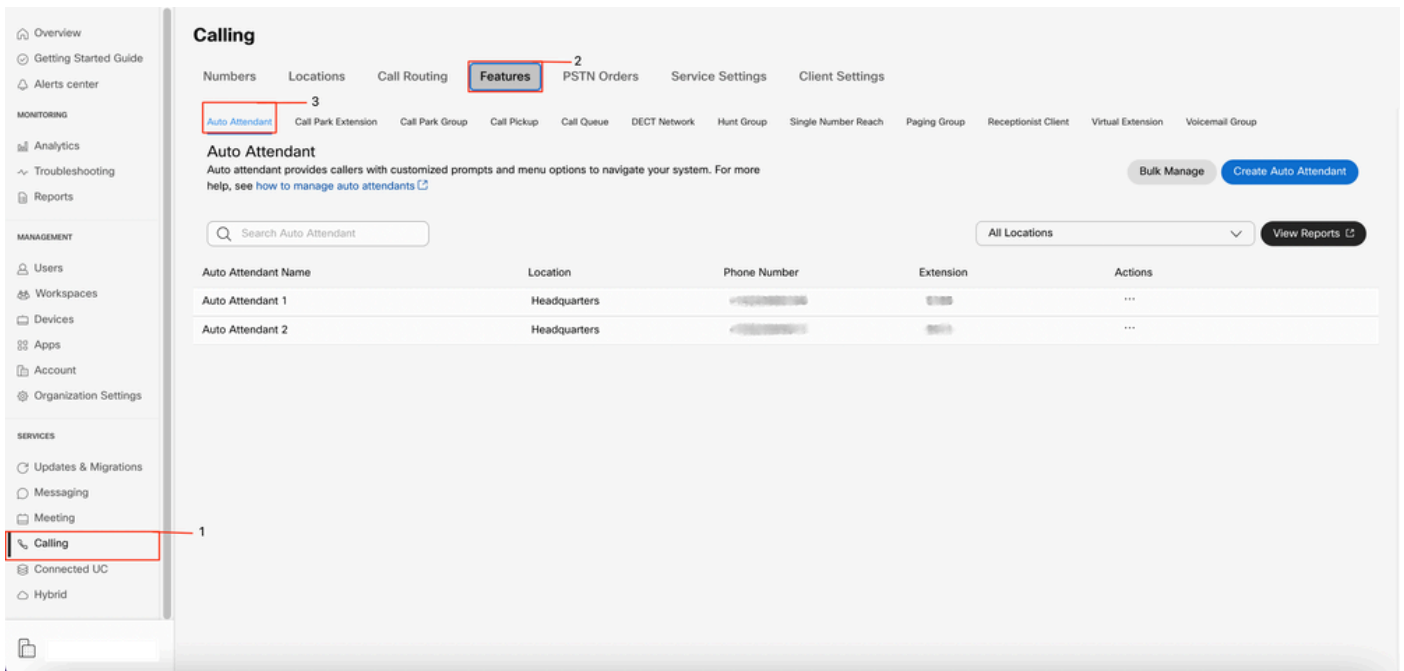 Overview
Getting Started Guide
Alerts center
MONITORING
Analytics
Troubleshooting
Reports
MANAGEMENT
Users
Workspaces
Devices
Apps
Account
Organization Settings
SERVICES
Updates & Migrations
Messaging
Meeting
Calling
1
Connected UC
Hybrid
Calling
2
Numbers Locations Call Routing Features PSTN Orders Service Settings Client Settings
3
Auto Attendant Call Park Extension Call Park Group Call Pickup Call Queue DECT Network Hunt Group Single Number Reach Paging Group Receptionist Client Virtual Extension Voicemail Group
Auto Attendant
Auto attendant provides callers with customized prompts and menu options to navigate your system. For more
help, see how to manage auto attendants
Bulk Manage Create Auto Attendant
Search Auto Attendant All Locations View Reports
Auto Attendant Name Location Phone Number Extension Actions
Auto Attendant 1 Headquarters ...
Auto Attendant 2 Headquarters ...